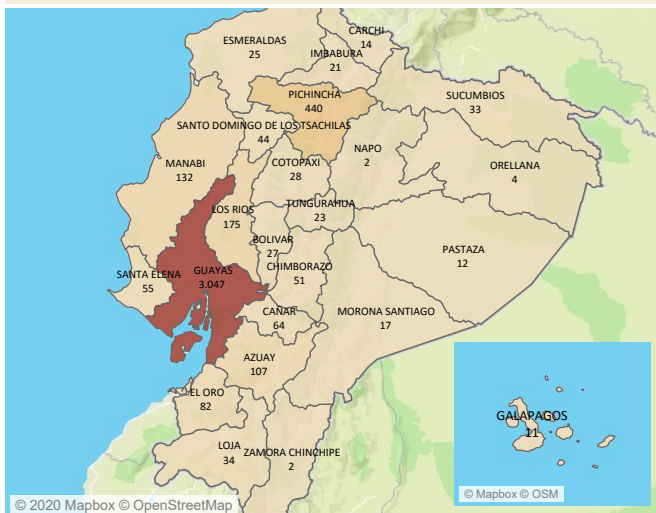 CARCHI
14
ESMERALDAS
25
IMBABURA
21
PICHINCHA
440
SUCUMBIOS
33
SANTO DOMINGO DE LOS TSACHILAS
44
NAPO
2
MANABI
132
COTOPAXI
28
ORELLANA
4
TUNGURAHUA
23
LOS RIOS
175
BOLIVAR
27
PASTAZA
12
CHIMBORAZO
51
SANTA ELENA
55
GUAYAS
3.047
MORONA SANTIAGO
17
CAÑAR
64
AZUAY
107
EL ORO
82
GALAPAGOS
11
LOJA
34
ZAMORA CHINCHIPE
2
© Mapbox © OSM
© 2020 Mapbox © OpenStreetMap